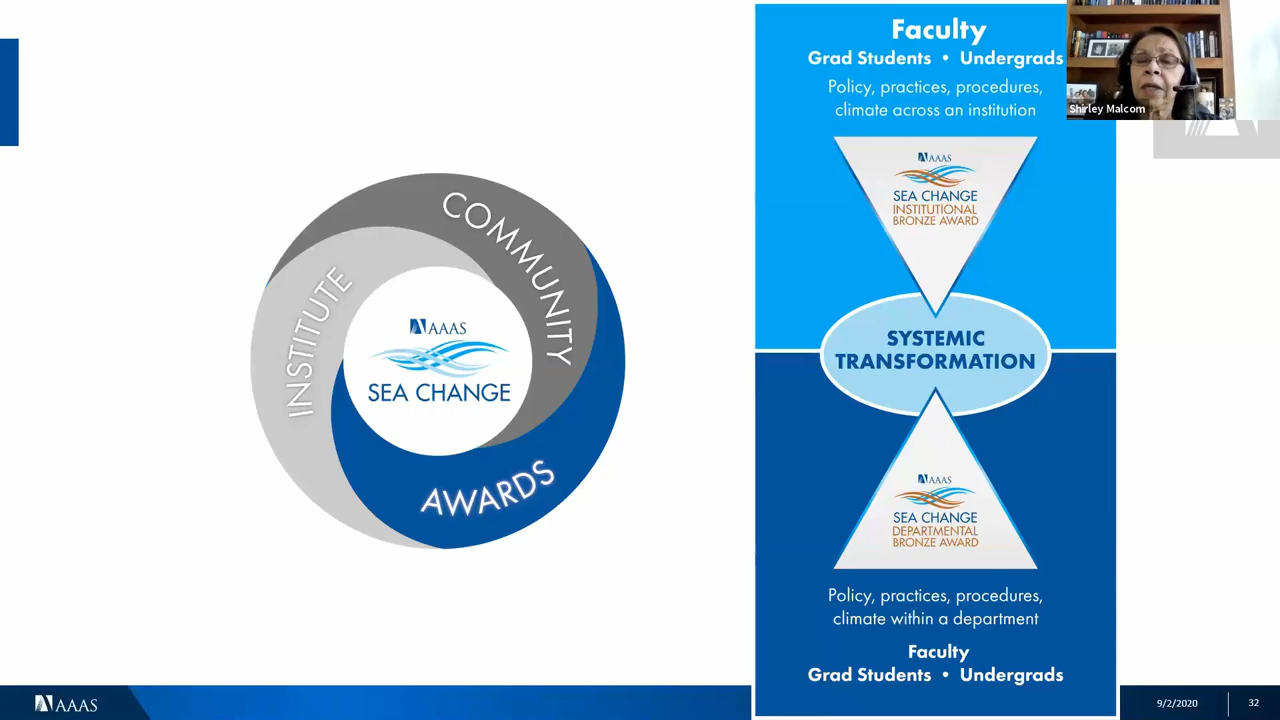 COMMUNITY
INSTITUTE
AAAS
SEA CHANGE
AWARDS
Faculty
Grad Students • Undergrads
Policy, practices, procedures,
climate across an institution
AAAS
SEA CHANGE
INSTITUTIONAL
BRONZE AWARD
SYSTEMIC
TRANSFORMATION
AAAS
SEA CHANGE
DEPARTMENTAL
BRONZE AWARD
Policy, practices, procedures,
climate within a department
Faculty
Grad Students • Undergrads
Shirley Malcom
AAAS
9/2/2020
32